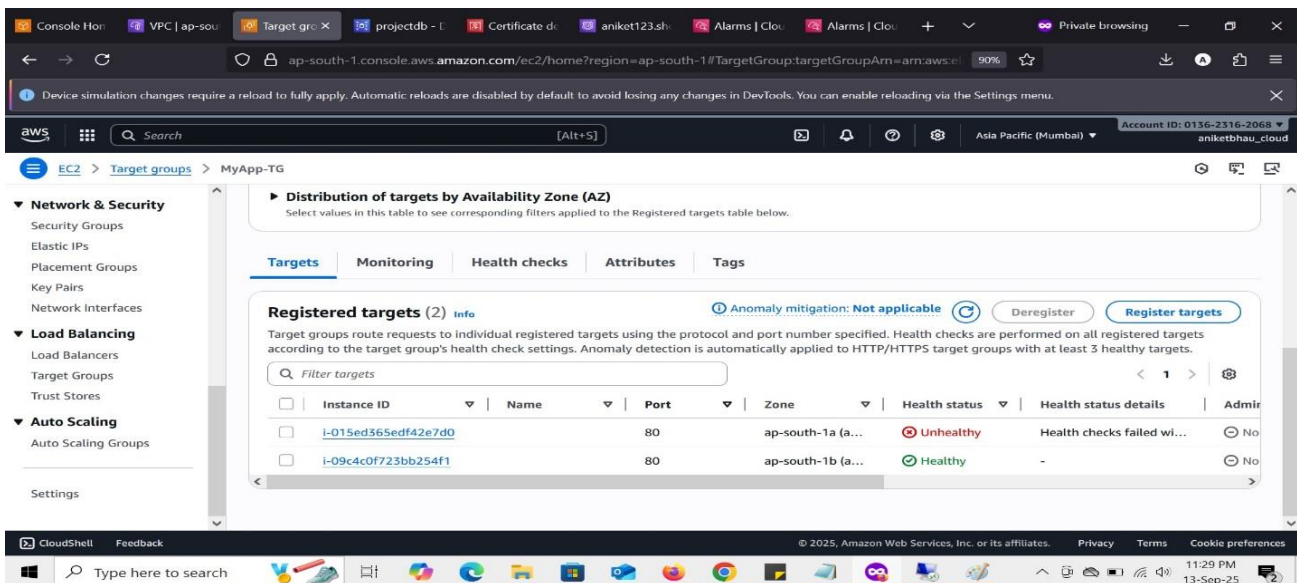 Console Hon
VPC | ap-sou
Target gro
projectdb - D
Certificate de
aniket123.sh
Alarms | Clou
Alarms | Clou
Private browsing
ap-south-1.console.aws.amazon.com/ec2/home?region=ap-south-1#TargetGroup:targetGroupArn=arn:aws:el
90%
Device simulation changes require a reload to fully apply. Automatic reloads are disabled by default to avoid losing any changes in DevTools. You can enable reloading via the Settings menu.
aws
Search
[Alt+S]
Asia Pacific (Mumbai)
Account ID: 0136-2316-2068
aniketbhau_cloud
EC2 > Target groups > MyApp-TG
Network & Security
Security Groups
Elastic IPs
Placement Groups
Key Pairs
Network Interfaces
Load Balancing
Load Balancers
Target Groups
Trust Stores
Auto Scaling
Auto Scaling Groups
Settings
Distribution of targets by Availability Zone (AZ)
Select values in this table to see corresponding filters applied to the Registered targets table below.
Targets Monitoring Health checks Attributes Tags
Registered targets (2) Info
Anomaly mitigation: Not applicable
Deregister
Register targets
Target groups route requests to individual registered targets using the protocol and port number specified. Health checks are performed on all registered targets
according to the target group's health check settings. Anomaly detection is automatically applied to HTTP/HTTPS target groups with at least 3 healthy targets.
Filter targets
1
Instance ID Name Port Zone Health status Health status details Admin
i-015ed365edf42e7d0 80 ap-south-1a (a... Unhealthy Health checks failed wi... No
i-09c4c0f723bb254f1 80 ap-south-1b (a... Healthy - No
CloudShell Feedback
© 2025, Amazon Web Services, Inc. or its affiliates. Privacy Terms Cookie preferences
Type here to search
11:29 PM
13-Sep-25
2